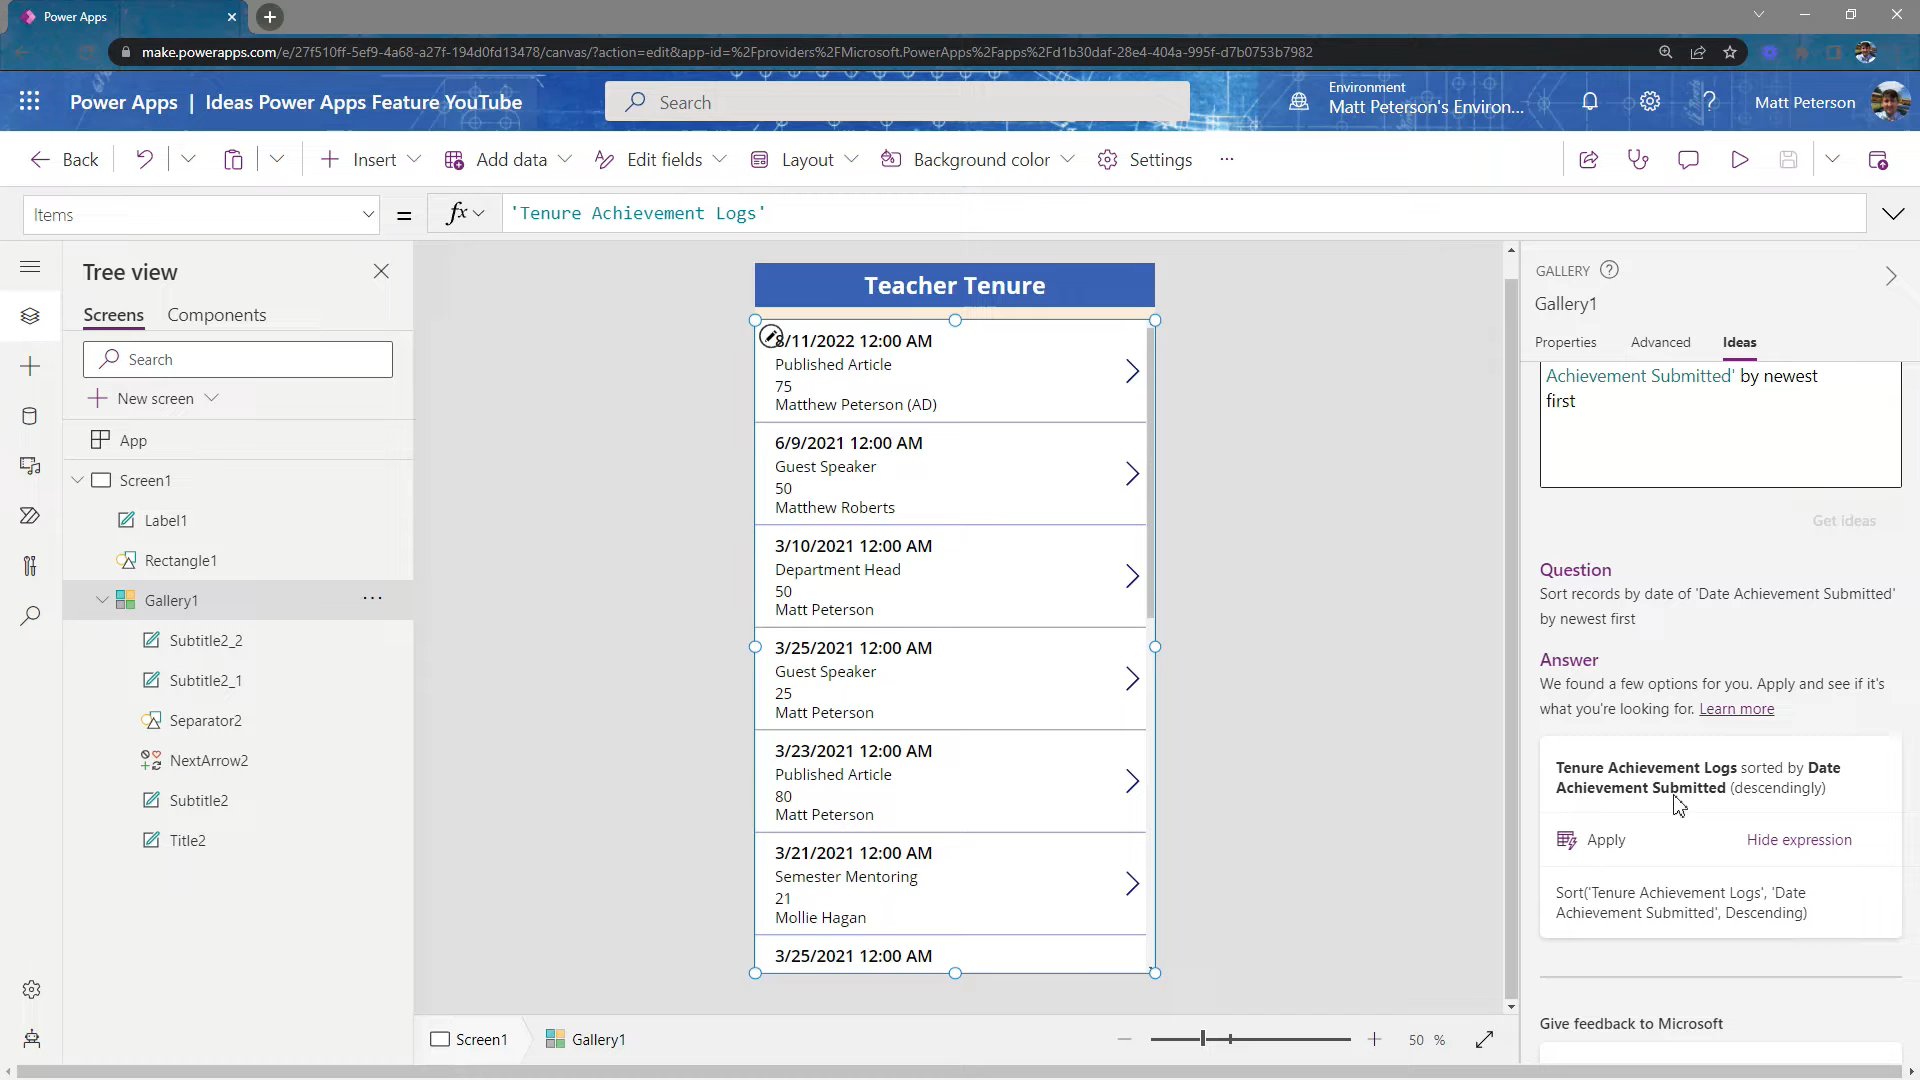 Power Apps
make.powerapps.com/e/27f510ff-5ef9-4a68-a27f-194d0fd13478/canvas/?action=edit&app-id=%2Fproviders%2FMicrosoft.PowerApps%2Fapps%2Fd1b30daf-28e4-404a-995f-d7b0753b7982
Power Apps | Ideas Power Apps Feature YouTube
Search
Environment
Matt Peterson's Environ...
Matt Peterson
Back
Insert
Add data
Edit fields
Layout
Background color
Settings
...
Items
=
fx
'Tenure Achievement Logs'
Tree view
Screens
Components
Search
New screen
App
Screen1
Label1
Rectangle1
Gallery1
...
Subtitle2_2
Subtitle2_1
Separator2
NextArrow2
Subtitle2
Title2
Teacher Tenure
8/11/2022 12:00 AM
Published Article
75
Matthew Peterson (AD)
6/9/2021 12:00 AM
Guest Speaker
50
Matthew Roberts
3/10/2021 12:00 AM
Department Head
50
Matt Peterson
3/25/2021 12:00 AM
Guest Speaker
25
Matt Peterson
3/23/2021 12:00 AM
Published Article
80
Matt Peterson
3/21/2021 12:00 AM
Semester Mentoring
21
Mollie Hagan
3/25/2021 12:00 AM
Screen1
Gallery1
50 %
GALLERY
Gallery1
Properties
Advanced
Ideas
Achievement Submitted' by newest
first
Get ideas
Question
Sort records by date of 'Date Achievement Submitted'
by newest first
Answer
We found a few options for you. Apply and see if it's
what you're looking for. Learn more
Tenure Achievement Logs sorted by Date
Achievement Submitted (descendingly)
Apply
Hide expression
Sort('Tenure Achievement Logs', 'Date
Achievement Submitted', Descending)
Give feedback to Microsoft